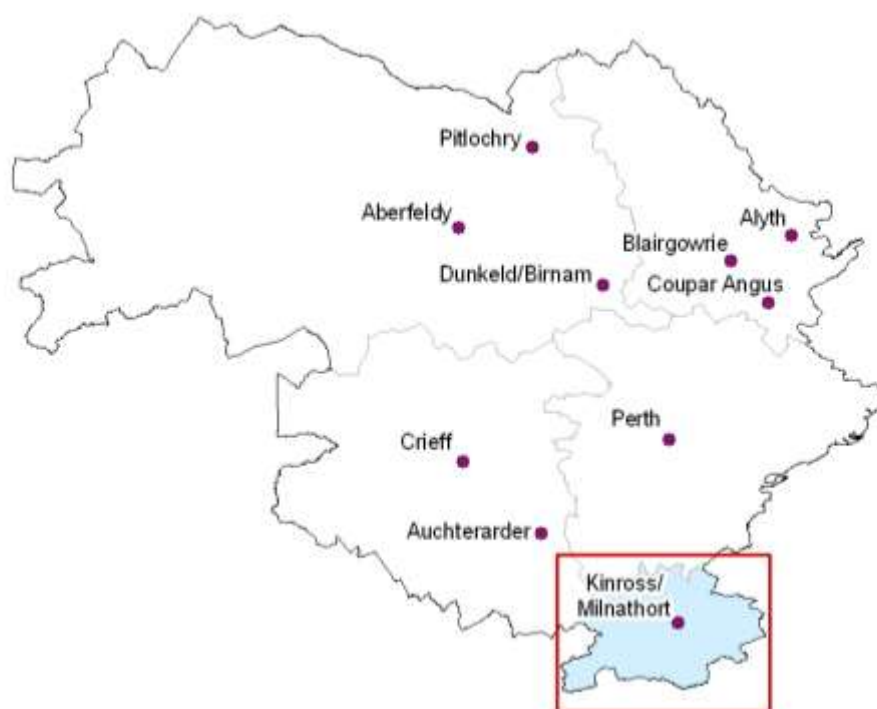 Pitlochry
Aberfeldy
Alyth
Blairgowrie
Dunkeld/Birnam
Coupar Angus
Perth
Crieff
Auchterarder
Kinross/
Milnathort